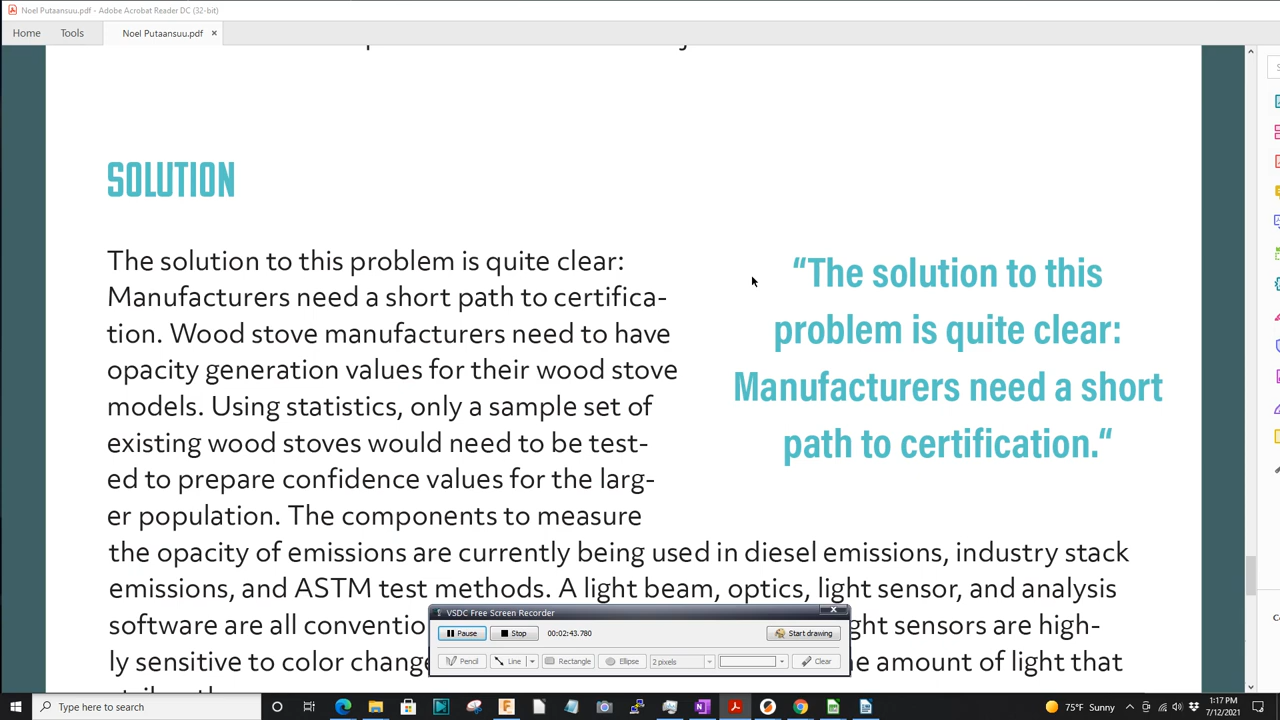 Noel Putaansuu.pdf - Adobe Acrobat Reader DC (32-bit)
Home Tools Noel Putaansuu.pdf ×
SOLUTION
The solution to this problem is quite clear:
Manufacturers need a short path to certifica-
tion. Wood stove manufacturers need to have
opacity generation values for their wood stove
models. Using statistics, only a sample set of
existing wood stoves would need to be test-
ed to prepare confidence values for the larg-
er population. The components to measure
the opacity of emissions are currently being used in diesel emissions, industry stack
emissions, and ASTM test methods. A light beam, optics, light sensor, and analysis
software are all conventio ght sensors are high-
ly sensitive to color change e amount of light that
“The solution to this
problem is quite clear:
Manufacturers need a short
path to certification.“
VSDC Free Screen Recorder
Pause Stop 00:02:43.780 Start drawing
Pencil Line Rectangle Ellipse 2 pixels Clear
Type here to search
75°F Sunny
1:17 PM
7/12/2021